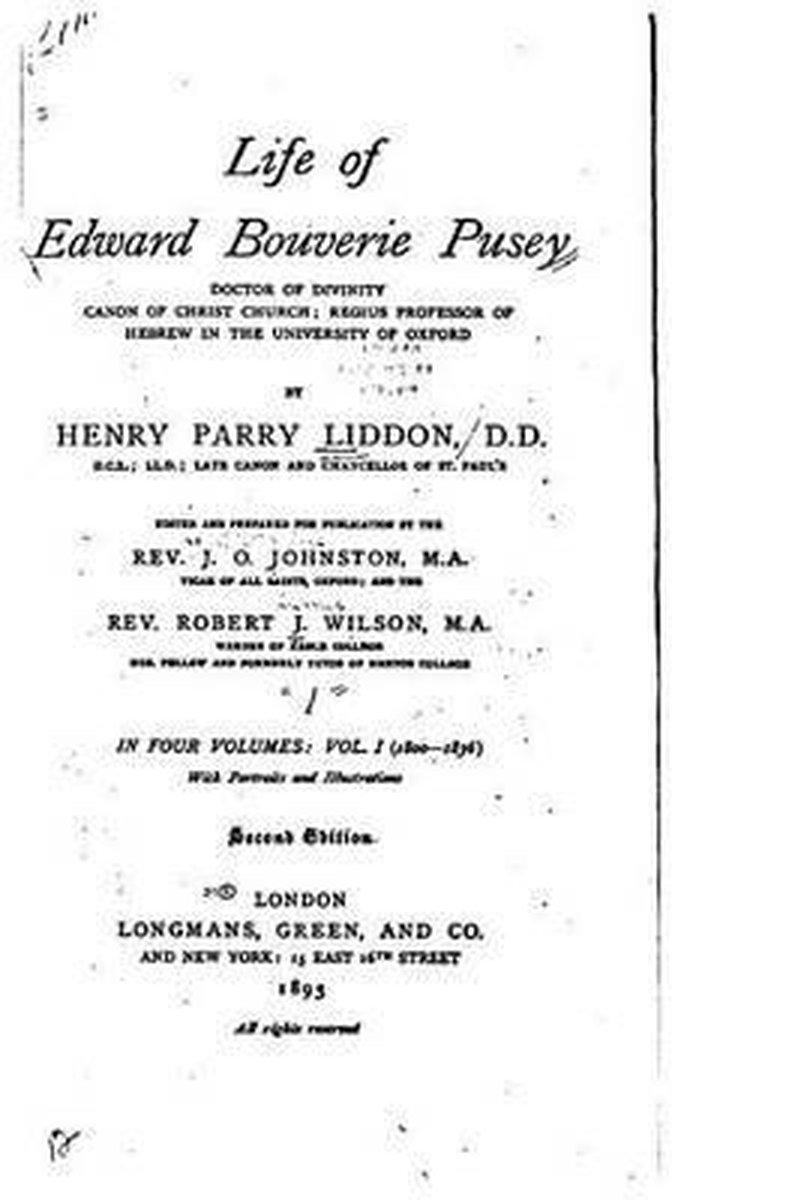 Life of
Edward Bouverie Pusey
DOCTOR OF DIVINITY
CANON OF CHRIST CHURCH; REGIUS PROFESSOR OF
HEBREW IN THE UNIVERSITY OF OXFORD
BY
HENRY PARRY LIDDON, D.D.
D.C.L.; LL.D.; LATE CANON AND CHANCELLOR OF ST. PAUL'S
EDITED AND PREPARED FOR PUBLICATION BY THE
REV. J. O. JOHNSTON, M.A.
VICAR OF ALL SAINTS, OXFORD; AND THE
REV. ROBERT J. WILSON, M.A.
WARDEN OF KEBLE COLLEGE
HON. FELLOW AND FORMERLY TUTOR OF MERTON COLLEGE
IN FOUR VOLUMES: VOL. I (1800—1836)
With Portraits and Illustrations
Second Edition.
LONDON
LONGMANS, GREEN, AND CO.
AND NEW YORK: 15 EAST 16TH STREET
1893
All rights reserved